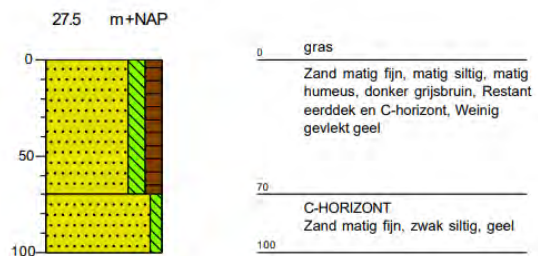 27.5 m+NAP
0
50
100
0 gras
Zand matig fijn, matig siltig, matig
humeus, donker grijsbruin, Restant
eerddek en C-horizont, Weinig
gevlekt geel
70
C-HORIZONT
Zand matig fijn, zwak siltig, geel
100